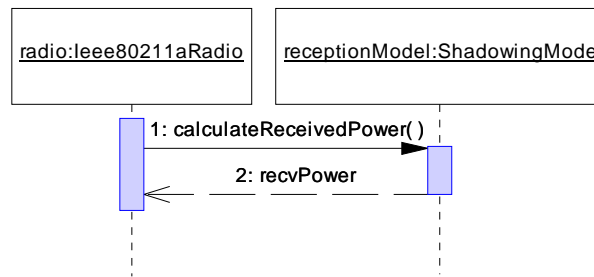 radio:Ieee80211aRadio
receptionModel:ShadowingMode
1: calculateReceivedPower( )
2: recvPower